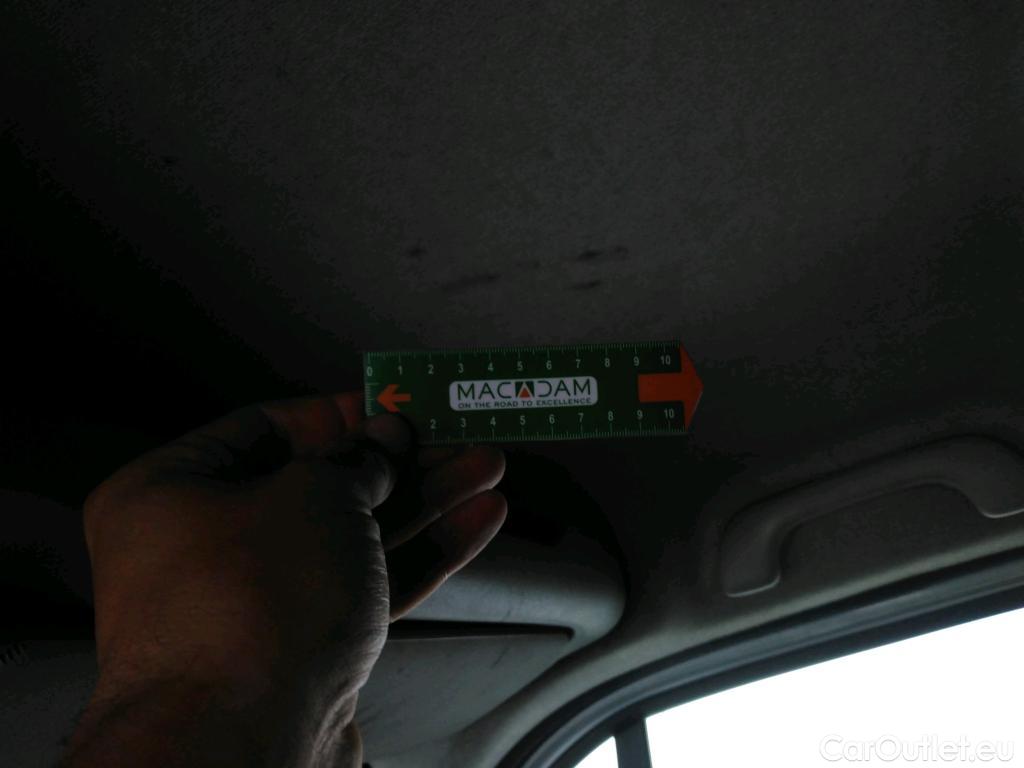 0 1 2 3 4 5 6 7 8 9 10
MACADAM
ON THE ROAD TO EXCELLENCE
2 3 4 5 6 7 8 9 10
CarOutlet.eu